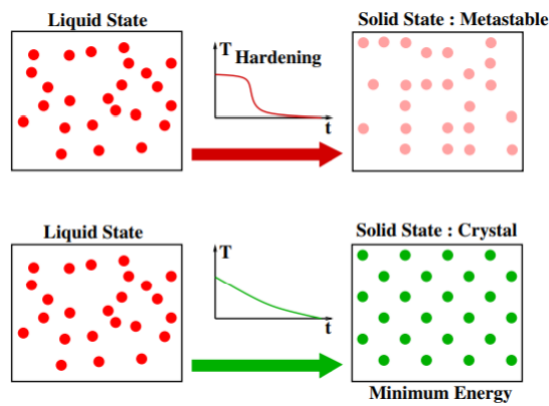 Liquid State
Solid State : Metastable
T
Hardening
t
Liquid State
Solid State : Crystal
T
t
Minimum Energy